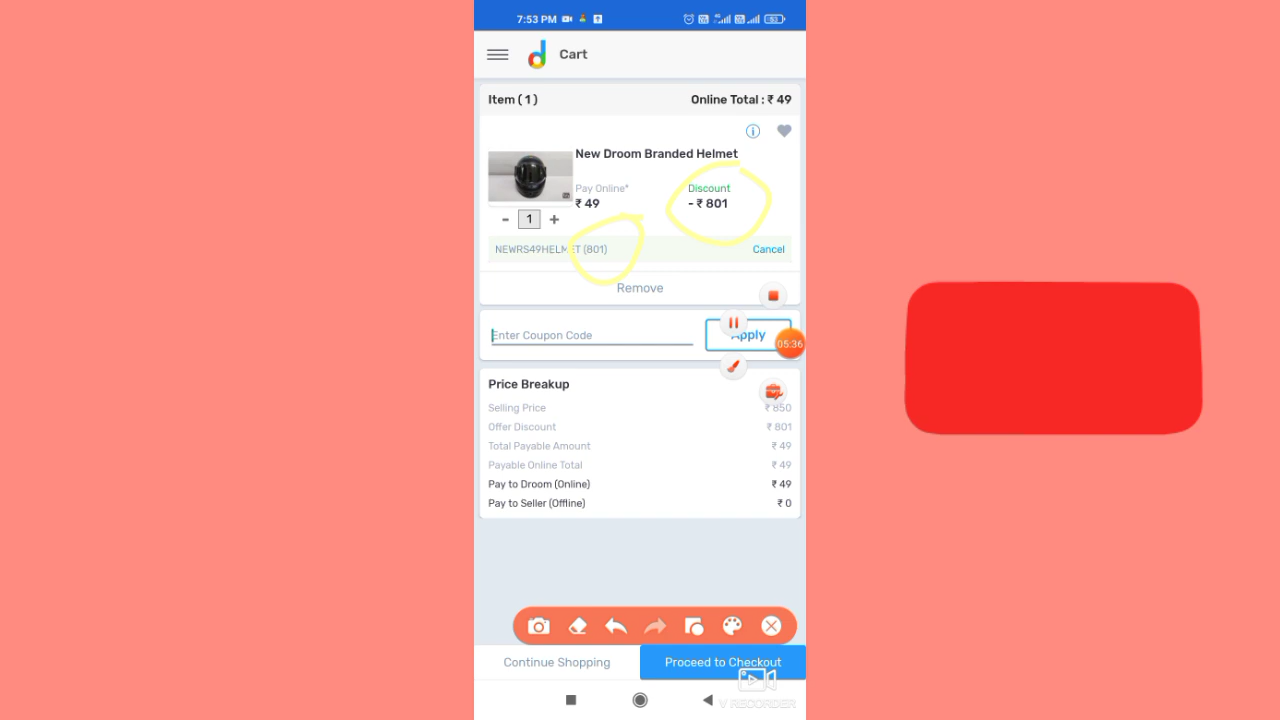 7:53 PM
53
Cart
Item ( 1 )
Online Total : ₹ 49
New Droom Branded Helmet
Pay Online*
Discount
₹ 49
- ₹ 801
- 1 +
NEWRS49HELMET (801)
Cancel
Remove
Enter Coupon Code
Apply
05:36
Price Breakup
Selling Price
₹ 850
Offer Discount
₹ 801
Total Payable Amount
₹ 49
Payable Online Total
₹ 49
Pay to Droom (Online)
₹ 49
Pay to Seller (Offline)
₹ 0
Continue Shopping
Proceed to Checkout
V RECORDER